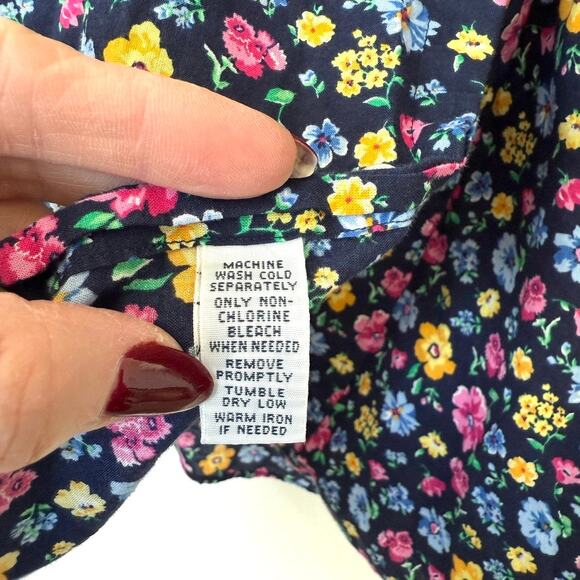 MACHINE
WASH COLD
SEPARATELY
ONLY NON-
CHLORINE
BLEACH
WHEN NEEDED
REMOVE
PROMPTLY
TUMBLE
DRY LOW
WARM IRON
IF NEEDED